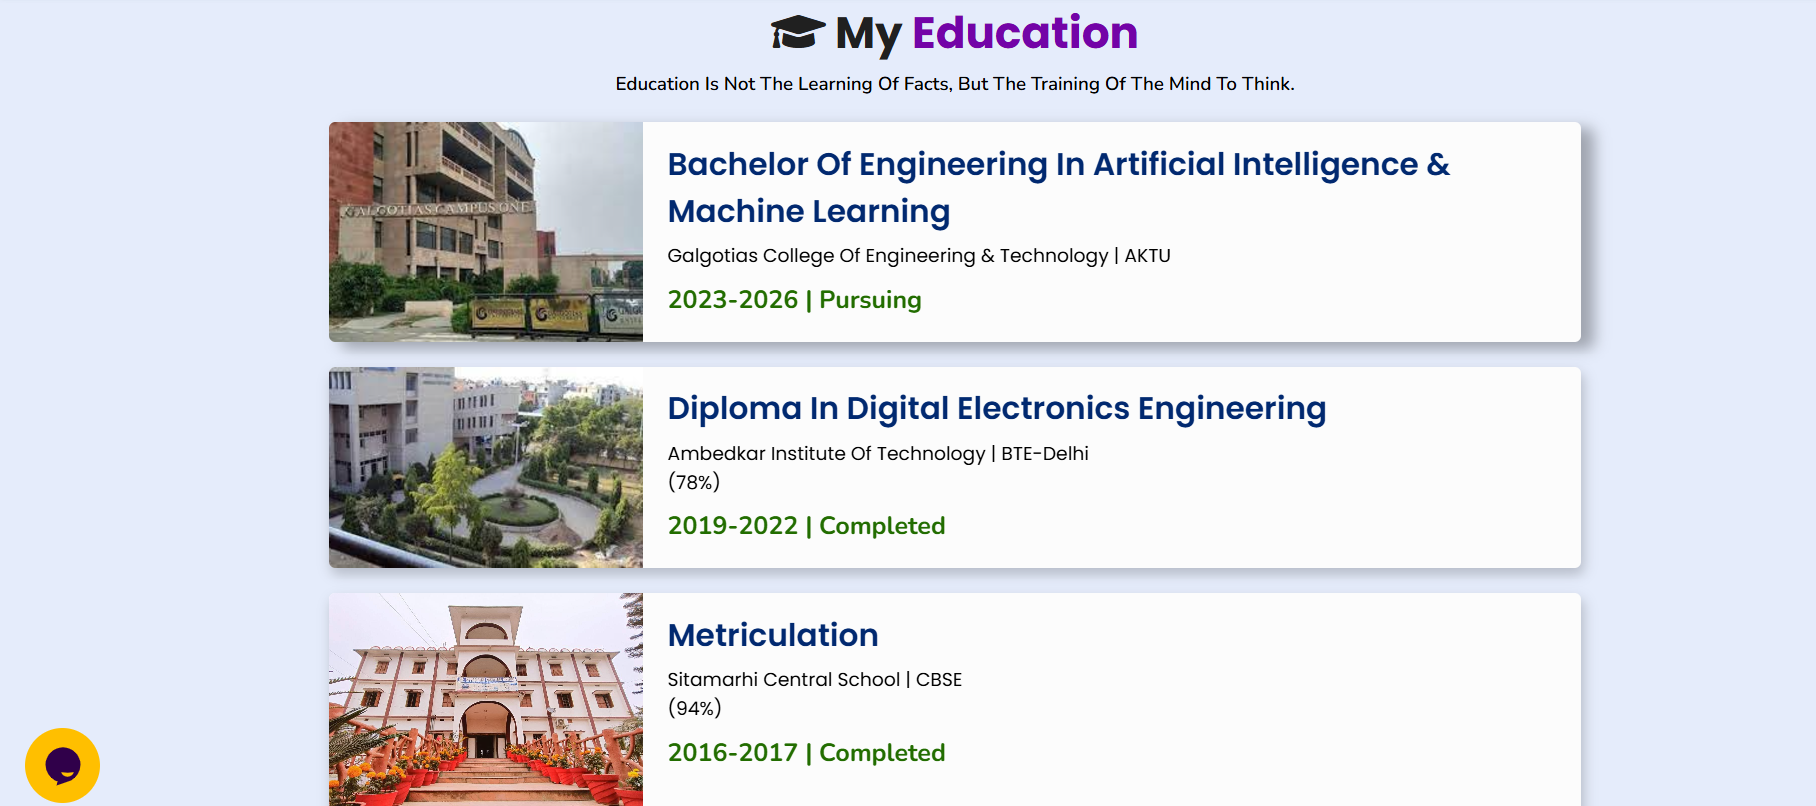 My Education
Education Is Not The Learning Of Facts, But The Training Of The Mind To Think.
GALGOTIAS CAMPUS ONE
Bachelor Of Engineering In Artificial Intelligence &
Machine Learning
Galgotias College Of Engineering & Technology | AKTU
2023-2026 | Pursuing
Diploma In Digital Electronics Engineering
Ambedkar Institute Of Technology | BTE-Delhi
(78%)
2019-2022 | Completed
Metriculation
Sitamarhi Central School | CBSE
(94%)
2016-2017 | Completed